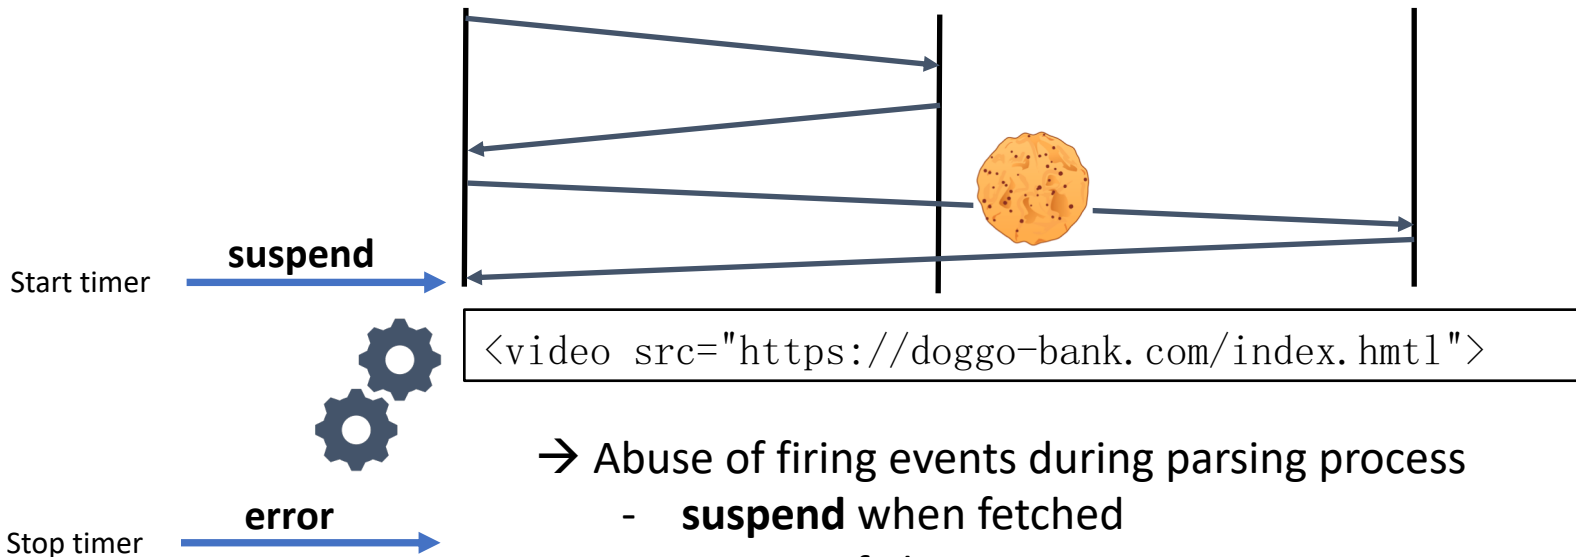 suspend
Start timer
<video src="https://doggo-bank.com/index.hmtl">
→ Abuse of firing events during parsing process
- suspend when fetched
error
Stop timer